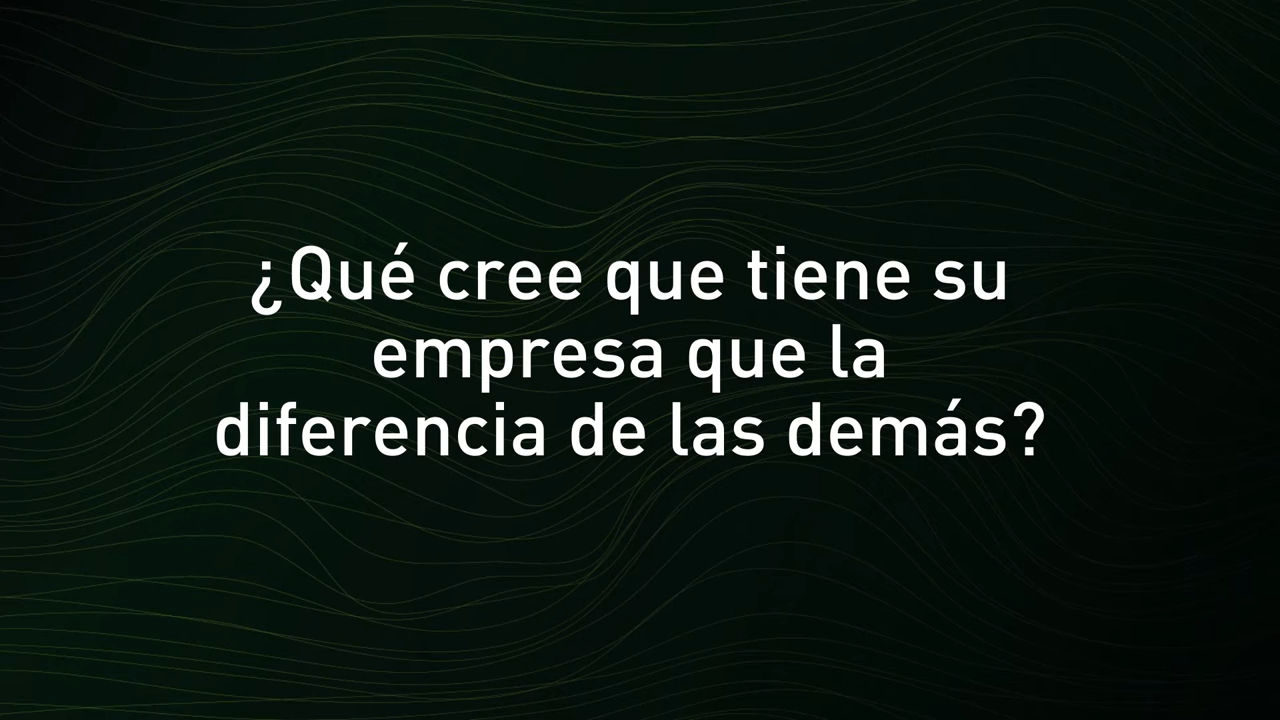 ¿Qué cree que tiene su
empresa que la
diferencia de las demás?